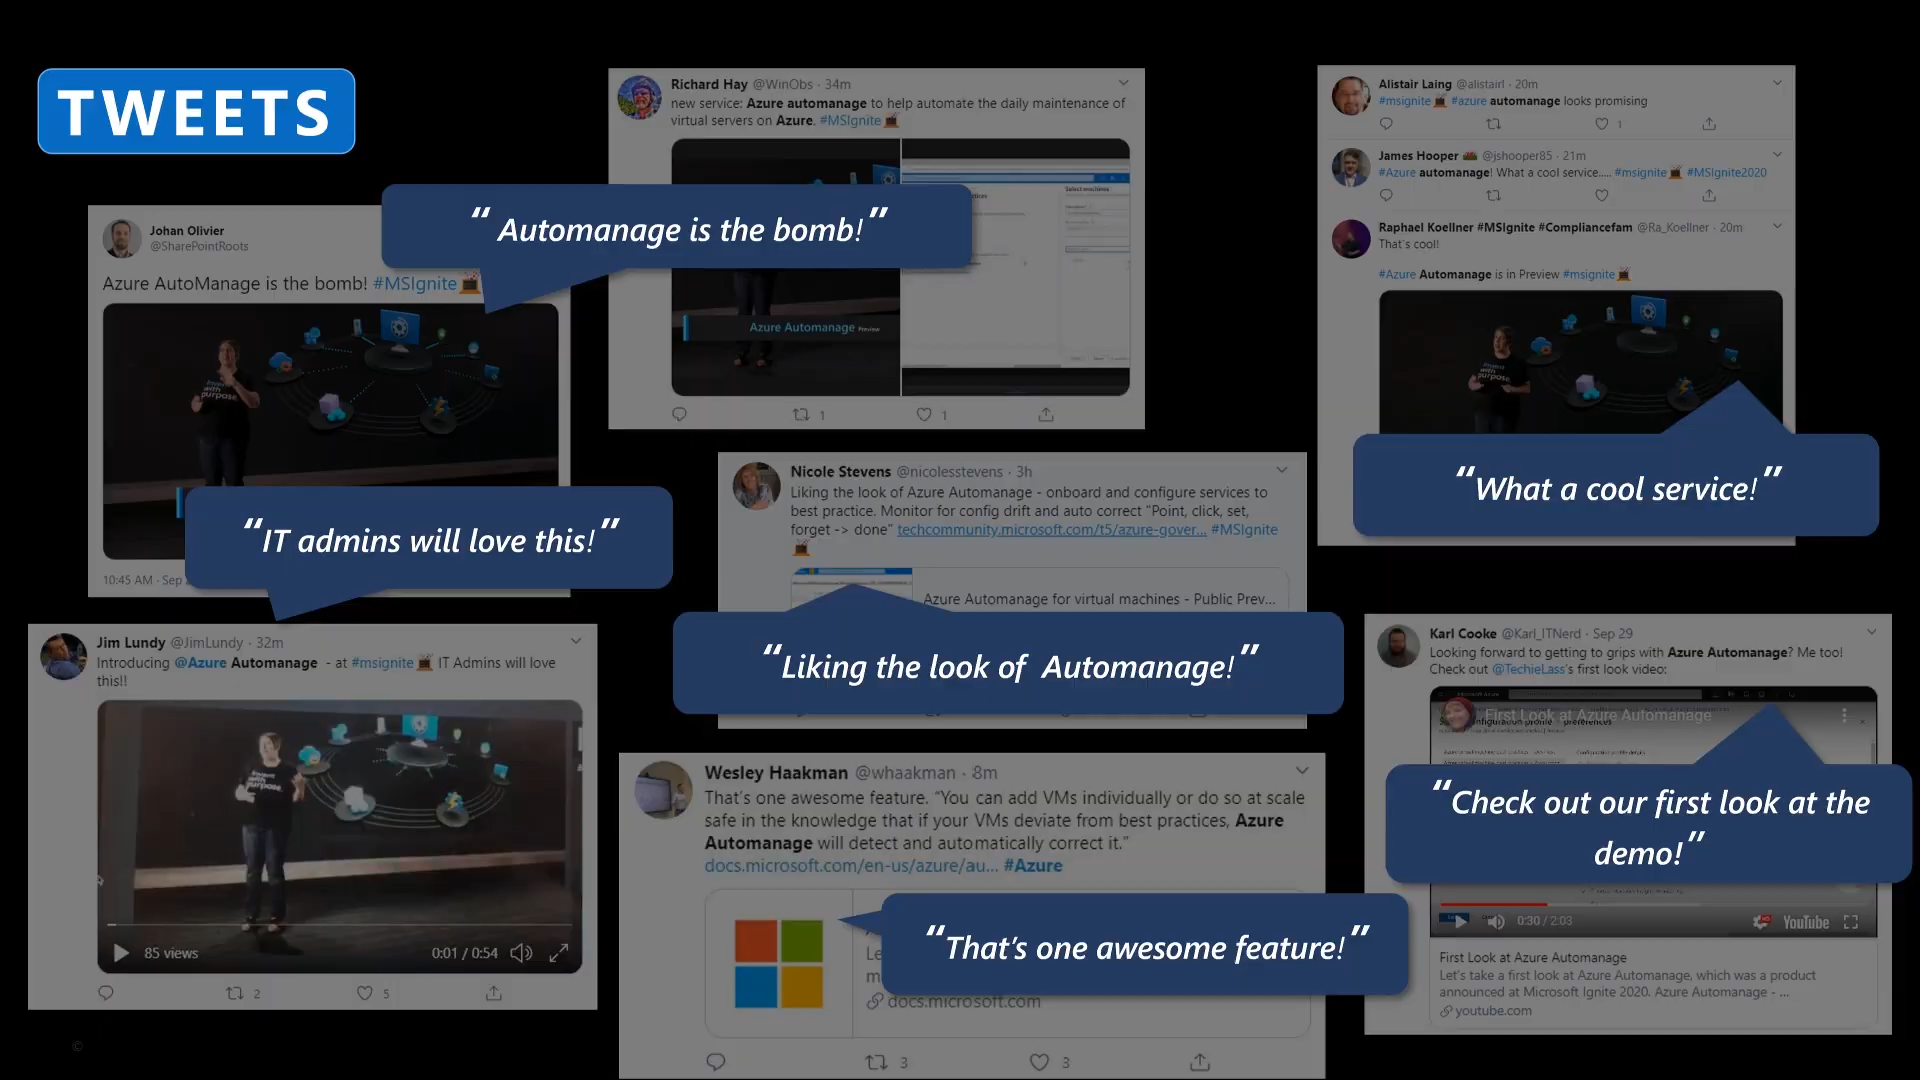 TWEETS
Richard Hay @WinObs · 34m
new service: Azure automanage to help automate the daily maintenance of
virtual servers on Azure. #MSIgnite
Select machines
Azure Automanage Preview
1
1
Alistair Laing @alistairl · 20m
#msignite #azure automanage looks promising
1
James Hooper @jshooper85 · 21m
#Azure automanage! What a cool service..... #msignite #MSIgnite2020
Raphael Koellner #MSIgnite #Compliancefam @Ra_Koellner · 20m
That's cool!
#Azure Automanage is in Preview #msignite
“What a cool service!”
Johan Olivier
@SharePointRoots
“Automanage is the bomb!”
Azure AutoManage is the bomb! #MSIgnite
invent
with
purpose
“IT admins will love this!”
10:45 AM · Sep
Nicole Stevens @nicolesstevens · 3h
Liking the look of Azure Automanage - onboard and configure services to
best practice. Monitor for config drift and auto correct "Point, click, set,
forget -> done" techcommunity.microsoft.com/t5/azure-gover... #MSIgnite
Azure Automanage for virtual machines - Public Prev...
“Liking the look of Automanage!”
Jim Lundy @JimLundy · 32m
Introducing @Azure Automanage - at #msignite IT Admins will love
this!!
invent
with
purpose
85 views
0:01 / 0:54
2
5
Wesley Haakman @whaakman · 8m
That's one awesome feature. "You can add VMs individually or do so at scale
safe in the knowledge that if your VMs deviate from best practices, Azure
Automanage will detect and automatically correct it."
docs.microsoft.com/en-us/azure/au... #Azure
“That's one awesome feature!”
Le
m
docs.microsoft.com
3
3
Karl Cooke @Karl_ITNerd · Sep 29
Looking forward to getting to grips with Azure Automanage? Me too!
Check out @TechieLass's first look video:
First Look at Azure Automanage
“Check out our first look at the
demo!”
0:30 / 2:03
YouTube
First Look at Azure Automanage
Let's take a first look at Azure Automanage, which was a product
announced at Microsoft Ignite 2020. Azure Automanage - ...
youtube.com
©